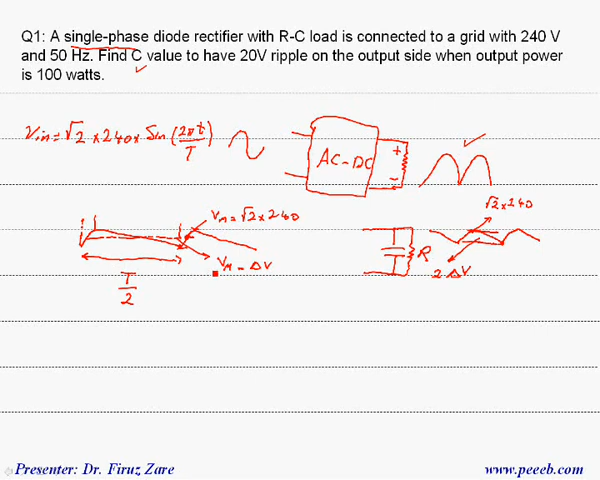 Q1: A single-phase diode rectifier with R-C load is connected to a grid with 240 V
and 50 Hz. Find C value to have 20V ripple on the output side when output power
is 100 watts.
Vin=√2 ×240× Sin (2πt/T)
AC-DC
+
-
Vm=√2×240
√2×240
R
Vm-ΔV
2ΔV
T/2
Presenter: Dr. Firuz Zare
www.peeeb.com